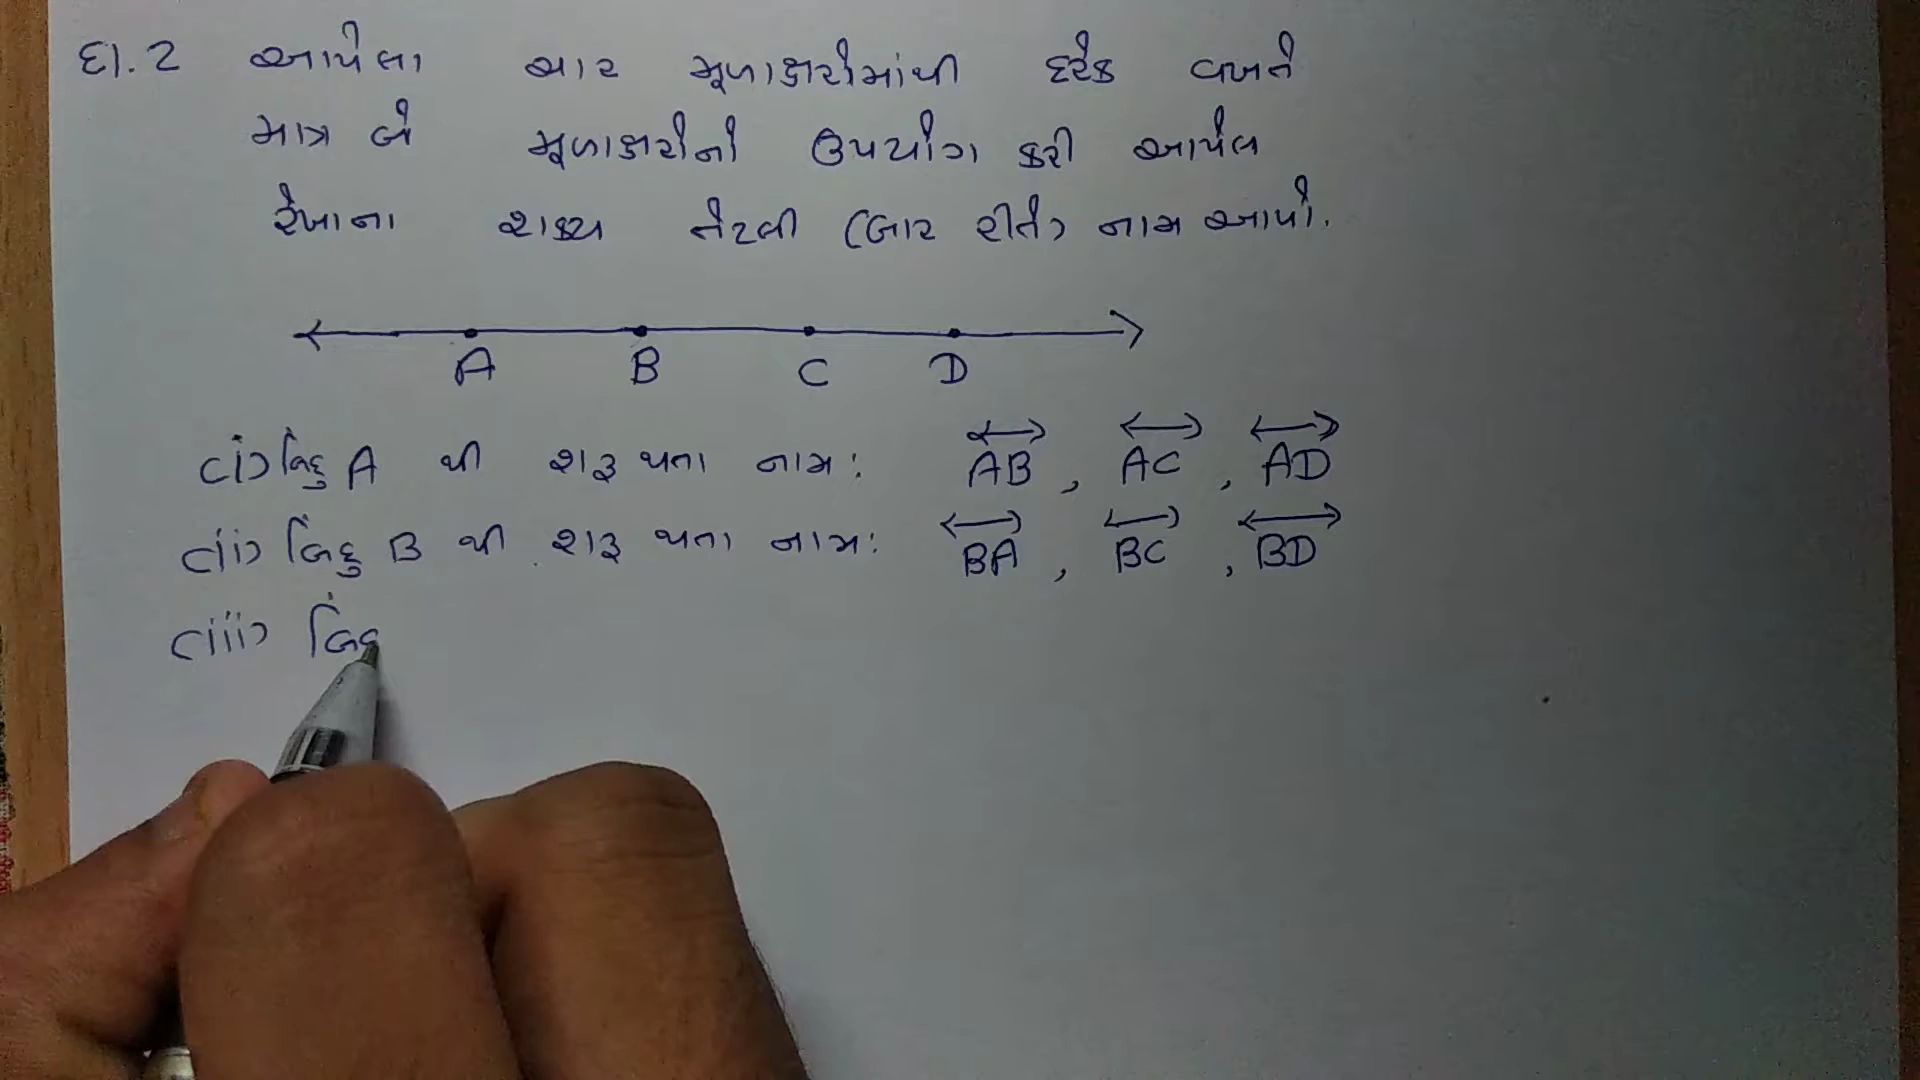 દા.2 આપેલા ચાર મૂળાક્ષરોમાંથી દરેક વખતે
માત્ર બે મૂળાક્ષરોનો ઉપયોગ કરી આપેલ
રેખાના શક્ય તેટલી (બાર રીતે) નામ આપો.
A B C D
(i) બિંદુ A થી શરૂ થતા નામ: AB, AC, AD
(ii) બિંદુ B થી શરૂ થતા નામ: BA, BC, BD
(iii) બિંદ